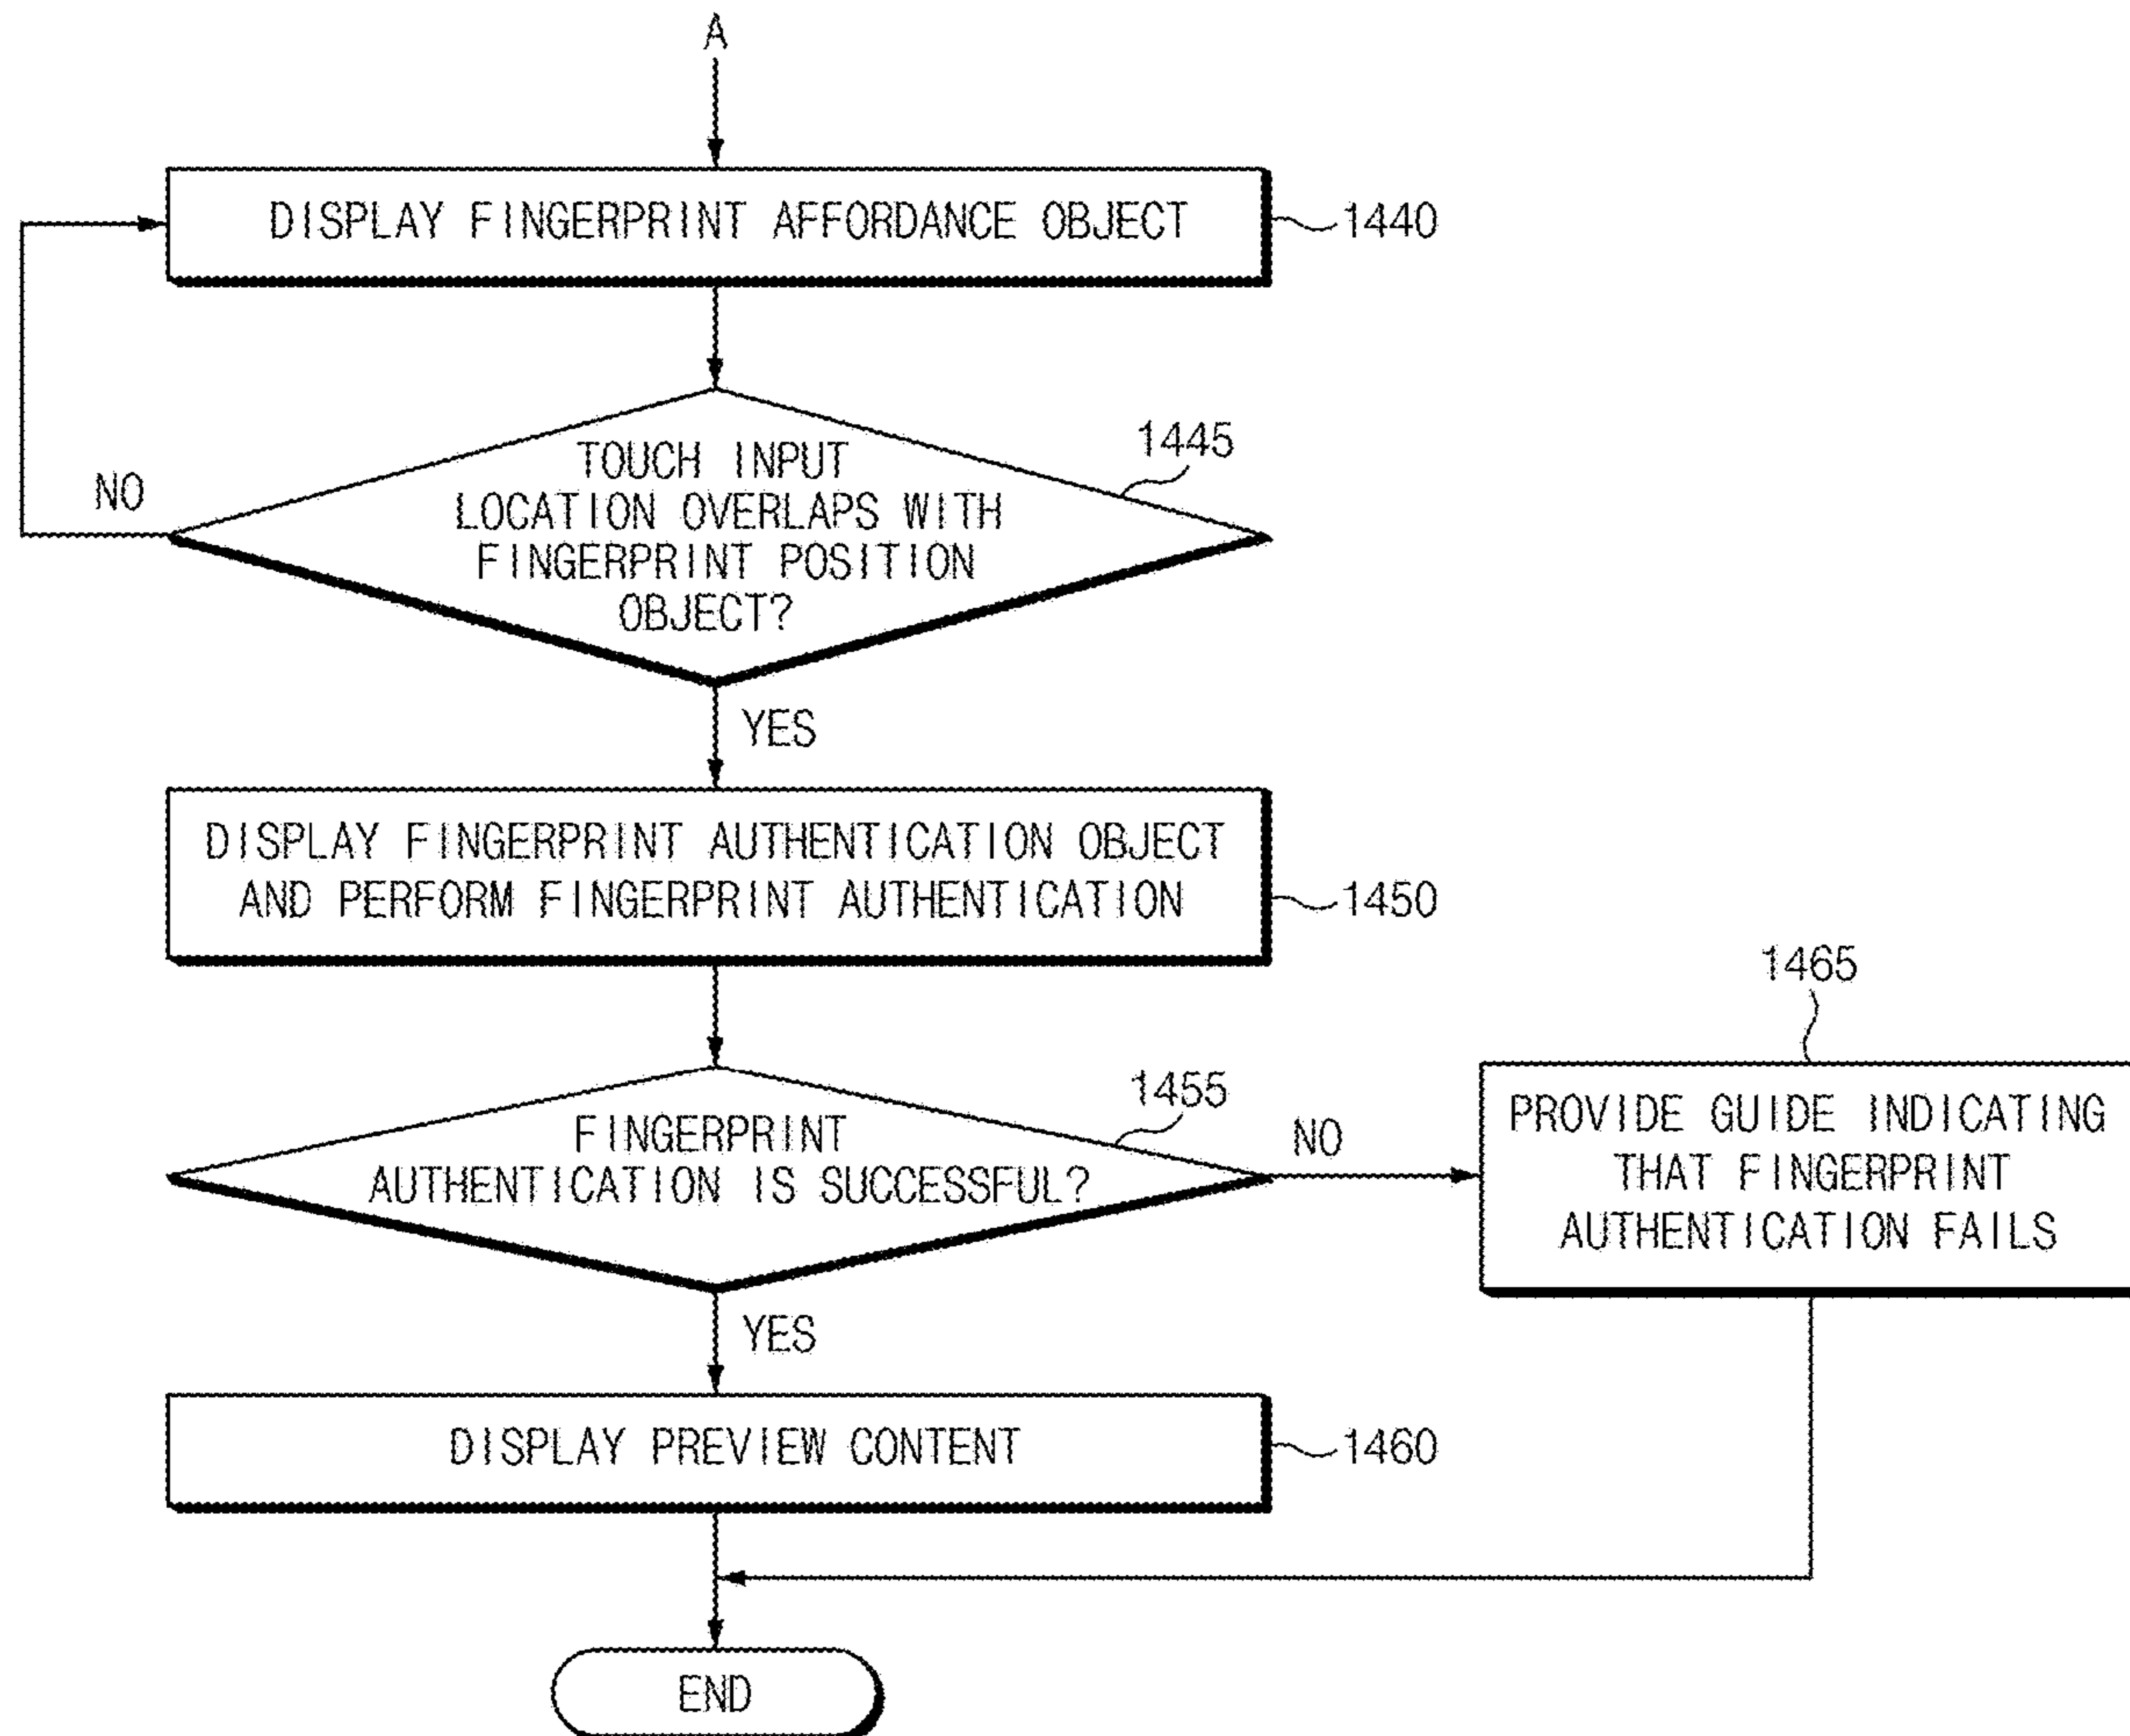 A
DISPLAY FINGERPRINT AFFORDANCE OBJECT
1440
1445
TOUCH INPUT
LOCATION OVERLAPS WITH
FINGERPRINT POSITION
OBJECT?
NO
YES
DISPLAY FINGERPRINT AUTHENTICATION OBJECT
AND PERFORM FINGERPRINT AUTHENTICATION
1450
1455
FINGERPRINT
AUTHENTICATION IS SUCCESSFUL?
NO
1465
PROVIDE GUIDE INDICATING
THAT FINGERPRINT
AUTHENTICATION FAILS
YES
DISPLAY PREVIEW CONTENT
1460
END